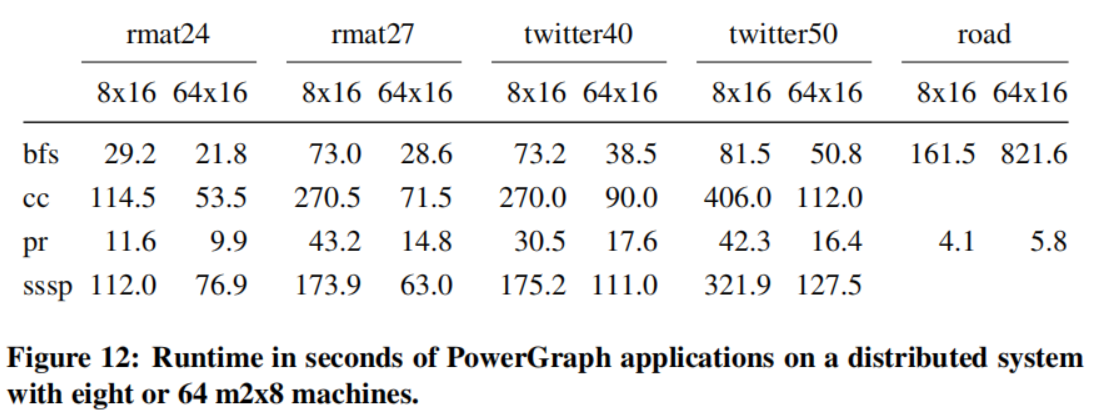 rmat24 rmat27 twitter40 twitter50 road
8x16 64x16 8x16 64x16 8x16 64x16 8x16 64x16 8x16 64x16
bfs 29.2 21.8 73.0 28.6 73.2 38.5 81.5 50.8 161.5 821.6
cc 114.5 53.5 270.5 71.5 270.0 90.0 406.0 112.0
pr 11.6 9.9 43.2 14.8 30.5 17.6 42.3 16.4 4.1 5.8
sssp 112.0 76.9 173.9 63.0 175.2 111.0 321.9 127.5
Figure 12: Runtime in seconds of PowerGraph applications on a distributed system
with eight or 64 m2x8 machines.